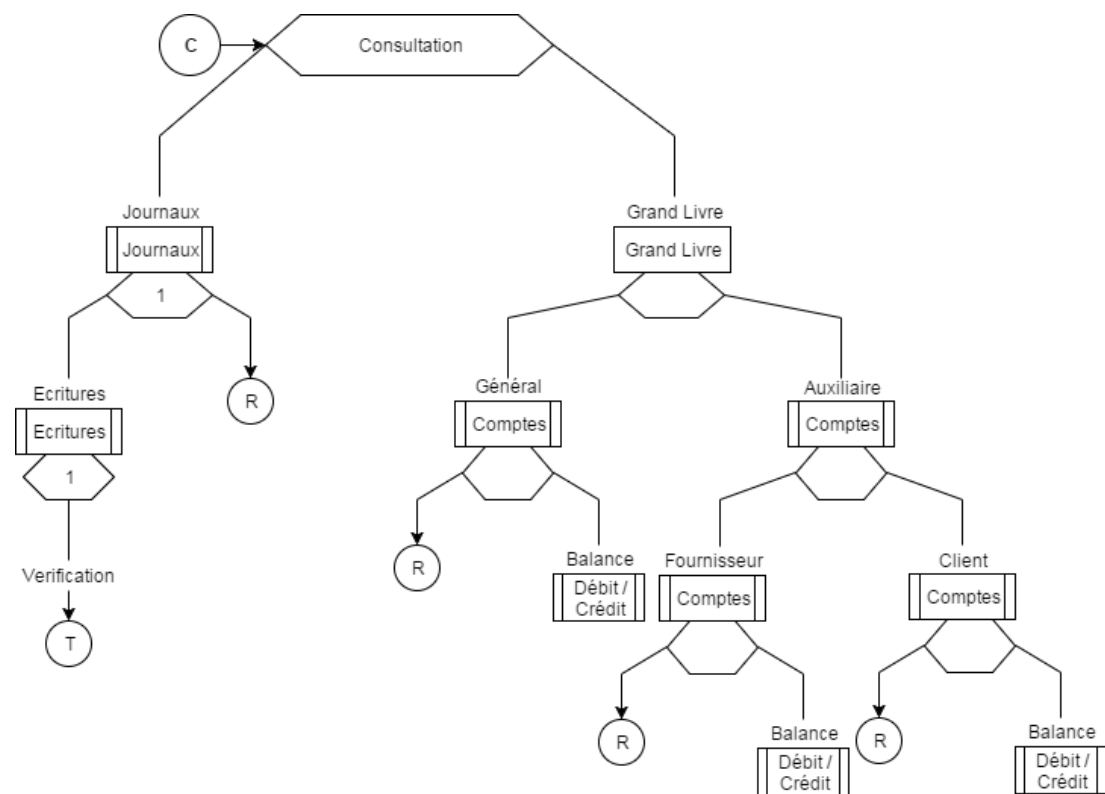 C
Consultation
Journaux
Grand Livre
Journaux
Grand Livre
1
Général
Auxiliaire
Ecritures
R
Comptes
Comptes
Ecritures
1
Balance
Fournisseur
Client
R
Verification
Débit /
Crédit
Comptes
Comptes
T
Balance
Balance
R
R
Débit /
Crédit
Débit /
Crédit